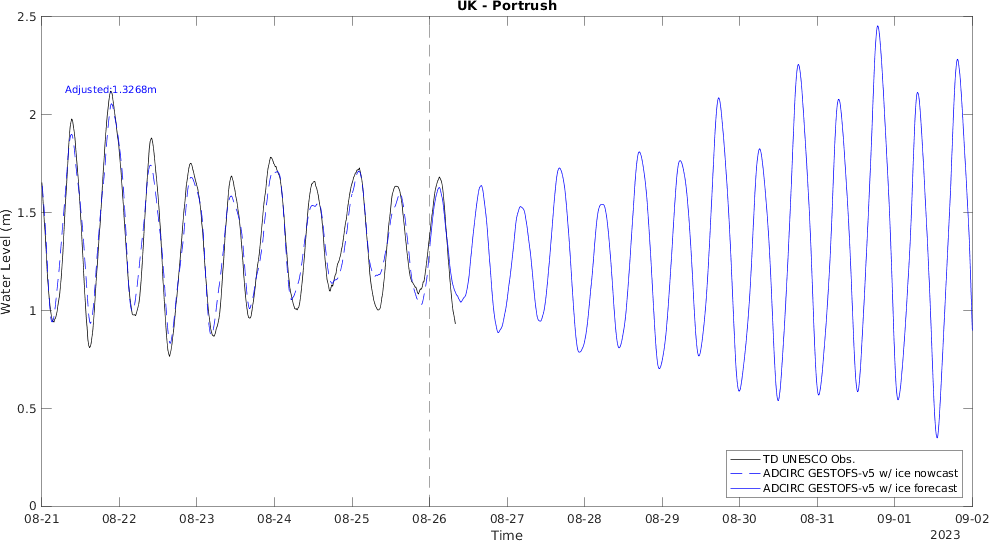 UK - Portrush
2.5
Adjusted:1.3268m
2
1.5
Water Level (m)
1
0.5
TD UNESCO Obs.
ADCIRC GESTOFS-v5 w/ ice nowcast
ADCIRC GESTOFS-v5 w/ ice forecast
0
08-21 08-22 08-23 08-24 08-25 08-26 08-27 08-28 08-29 08-30 08-31 09-01 09-02
Time
2023